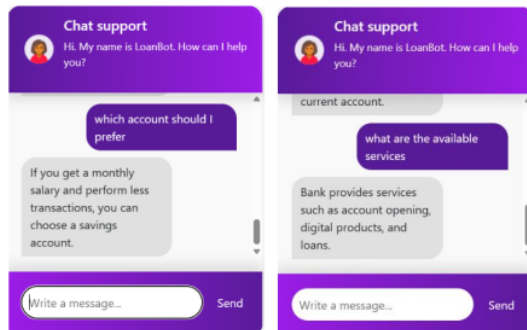 Chat support
Hi. My name is LoanBot. How can I help
you?
which account should I
prefer
If you get a monthly
salary and perform less
transactions, you can
choose a savings
account.
Write a message...
Send
Chat support
Hi. My name is LoanBot. How can I help
you?
current account.
what are the available
services
Bank provides services
such as account opening,
digital products, and
loans.
Write a message...
Send